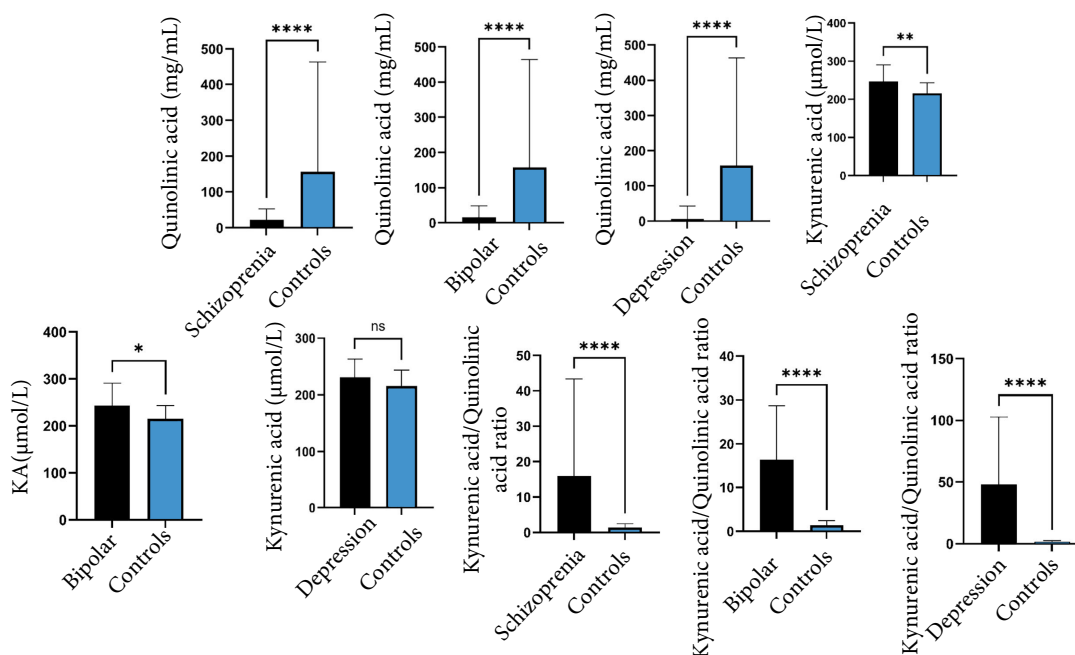 Quinolinic acid (mg/mL)
500
400
300
200
100
0
****
Schizoprenia
Controls
Quinolinic acid (mg/mL)
500
400
300
200
100
0
****
Bipolar
Controls
Quinolinic acid (mg/mL)
500
400
300
200
100
0
****
Depression
Controls
Kynurenic acid (μmol/L)
400
300
200
100
0
**
Schizoprenia
Controls
KA(μmol/L)
400
300
200
100
0
*
Bipolar
Controls
Kynurenic acid (μmol/L)
300
200
100
0
ns
Depression
Controls
Kynurenic acid/Quinolinic
acid ratio
50
40
30
20
10
0
****
Schizoprenia
Controls
Kynurenic acid/Quinolinic acid ratio
40
30
20
10
0
****
Bipolar
Controls
Kynurenic acid/Quinolinic acid ratio
150
100
50
0
****
Depression
Controls